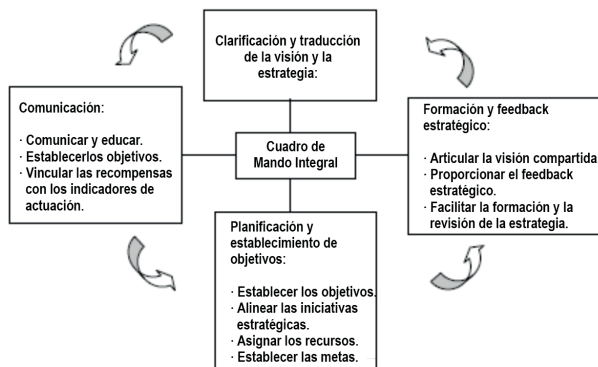 Clarificación y traducción
de la visión y la
estrategia:
Comunicación:
· Comunicar y educar.
· Establecerlos objetivos.
· Vincular las recompensas
con los indicadores de
actuación.
Cuadro de
Mando Integral
Formación y feedback
estratégico:
· Articular la visión compartida
· Proporcionar el feedback
estratégico.
· Facilitar la formación y la
revisión de la estrategia.
Planificación y
establecimiento de
objetivos:
· Establecer los objetivos.
· Alinear las iniciativas
estratégicas.
· Asignar los recursos.
· Establecer las metas.